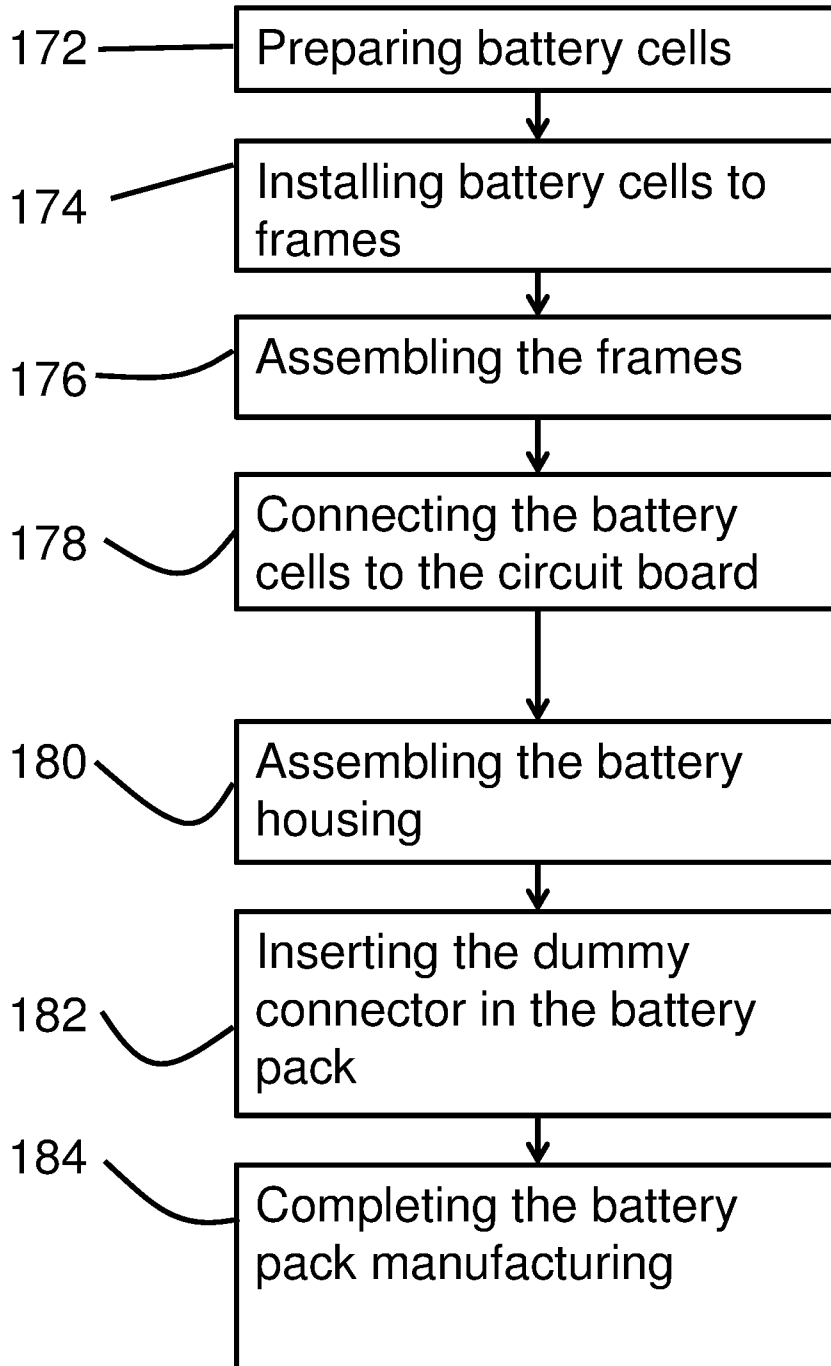 172
Preparing battery cells
174
Installing battery cells to
frames
176
Assembling the frames
178
Connecting the battery
cells to the circuit board
180
Assembling the battery
housing
182
Inserting the dummy
connector in the battery
pack
184
Completing the battery
pack manufacturing